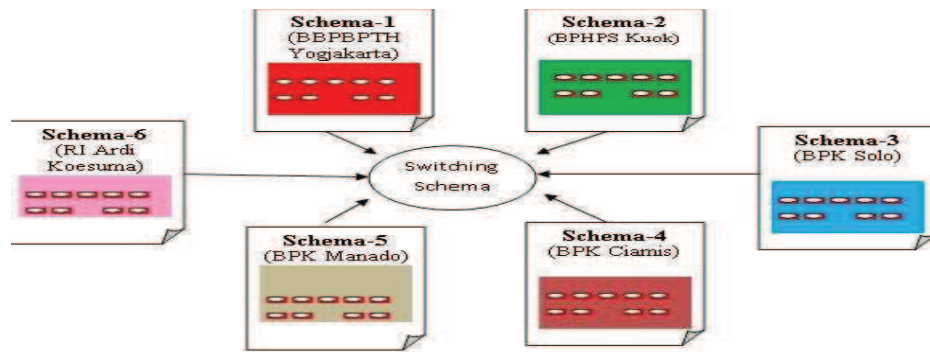 Schema-1
(BBPBPTH
Yogjakarta)
Schema-2
(BPHPS Kuok)
Schema-6
(RI Ardi
Koesuma)
Switching
Schema
Schema-3
(BPK Solo)
Schema-5
(BPK Manado)
Schema-4
(BPK Ciamis)